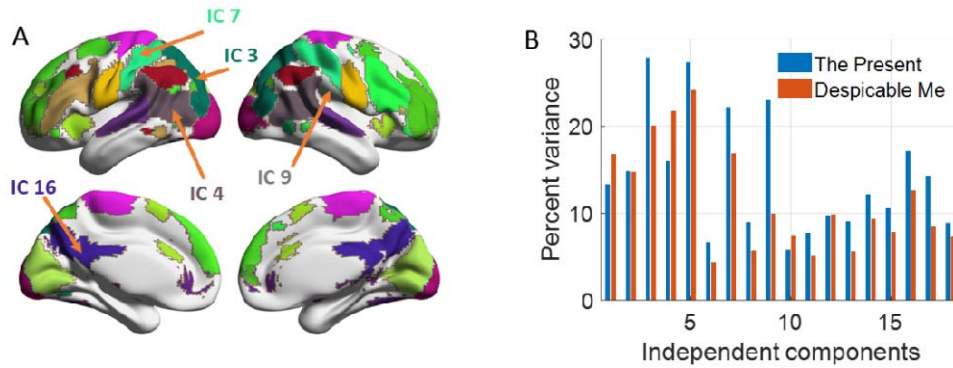 A
IC 7
IC 3
IC 16
IC 4
IC 9
B
30
20
10
0
Percent variance
The Present
Despicable Me
5
10
15
Independent components